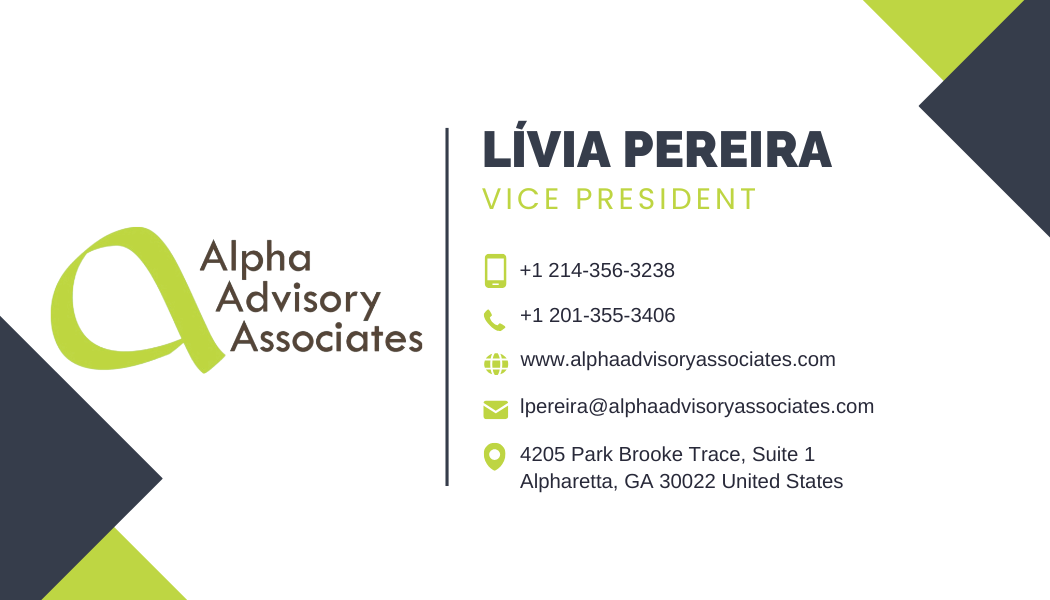 Alpha
Advisory
Associates
LÍVIA PEREIRA
VICE PRESIDENT
+1 214-356-3238
+1 201-355-3406
www.alphaadvisoryassociates.com
lpereira@alphaadvisoryassociates.com
4205 Park Brooke Trace, Suite 1
Alpharetta, GA 30022 United States